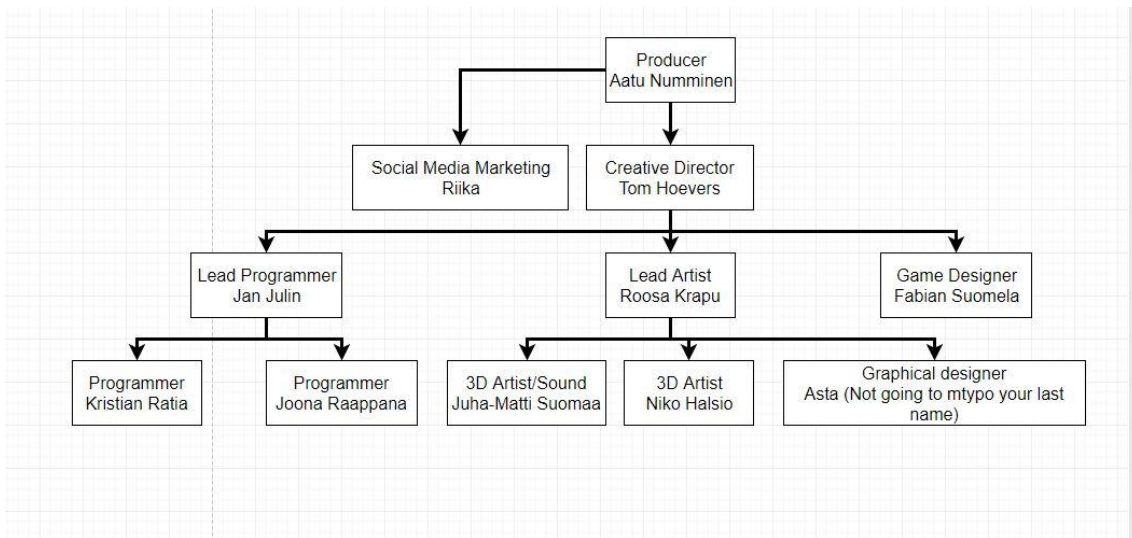 Producer
Aatu Numminen
Social Media Marketing
Riika
Creative Director
Tom Hoevers
Lead Programmer
Jan Julin
Lead Artist
Roosa Krapu
Game Designer
Fabian Suomela
Programmer
Kristian Ratia
Programmer
Joona Raappana
3D Artist/Sound
Juha-Matti Suomaa
3D Artist
Niko Halsio
Graphical designer
Asta (Not going to mtypo your last
name)